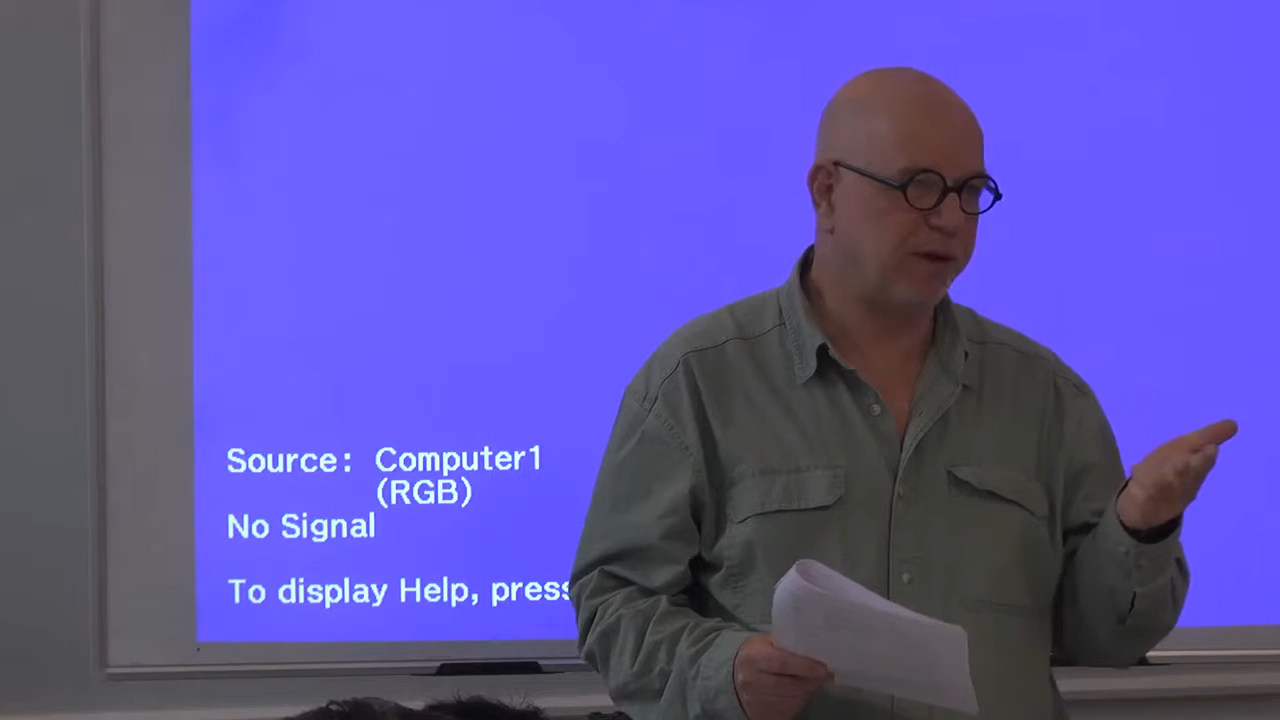 Source: Computer1
(RGB)
No Signal
To display Help, press